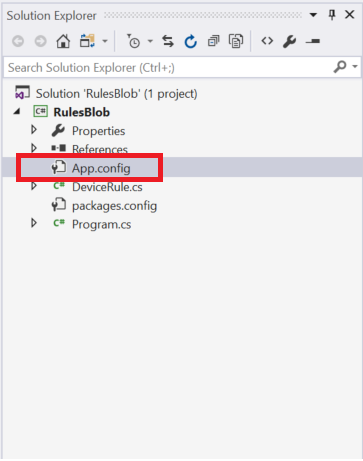 Solution Explorer
Search Solution Explorer (Ctrl+;)
Solution 'RulesBlob' (1 project)
C# RulesBlob
Properties
References
App.config
C# DeviceRule.cs
packages.config
C# Program.cs